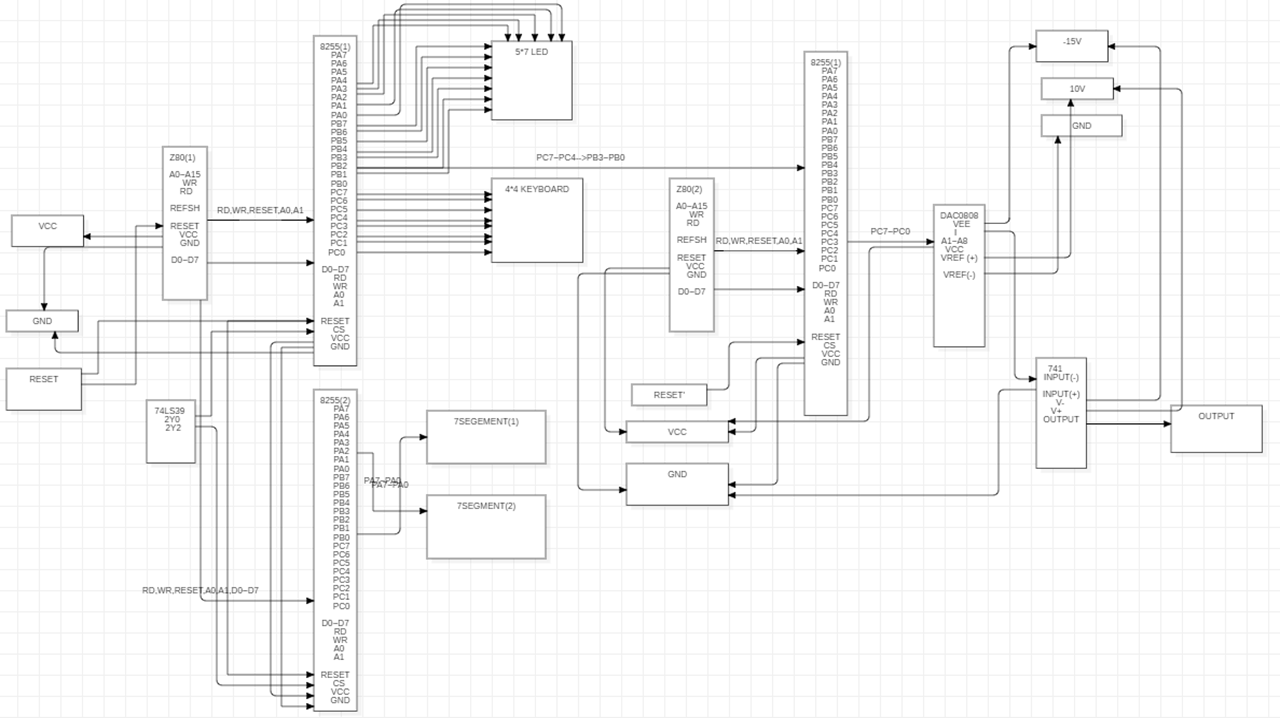 8255(1)
PA7
PA6
PA5
PA4
PA3
PA2
PA1
PA0
PB7
PB6
PB5
PB4
PB3
PB2
PB1
PB0
PC7
PC6
PC5
PC4
PC3
PC2
PC1
PC0
D0~D7
RD
WR
A0
A1
RESET
CS
VCC
GND
5*7 LED
4*4 KEYBOARD
PC7~PC4-->PB3~PB0
Z80(1)
A0~A15
WR
RD
REFSH
RESET
VCC
GND
D0~D7
RD,WR,RESET,A0,A1
VCC
GND
RESET
74LS39
2Y0
2Y2
8255(2)
PA7
PA6
PA5
PA4
PA3
PA2
PA1
PA0
PB7
PB6
PB5
PB4
PB3
PB2
PB1
PB0
PC7
PC6
PC5
PC4
PC3
PC2
PC1
PC0
D0~D7
RD
WR
A0
A1
RESET
CS
VCC
GND
RD,WR,RESET,A0,A1,D0~D7
PA7~PA0
PA7~PA0
7SEGEMENT(1)
7SEGMENT(2)
Z80(2)
A0~A15
WR
RD
REFSH
RESET
VCC
GND
D0~D7
RD,WR,RESET,A0,A1
8255(1)
PA7
PA6
PA5
PA4
PA3
PA2
PA1
PA0
PB7
PB6
PB5
PB4
PB3
PB2
PB1
PB0
PC7
PC6
PC5
PC4
PC3
PC2
PC1
PC0
D0~D7
RD
WR
A0
A1
RESET
CS
VCC
GND
RESET'
VCC
GND
PC7~PC0
DAC0808
VEE
I
A1~A8
VCC
VREF (+)
VREF(-)
-15V
10V
GND
741
INPUT(-)
INPUT(+)
V-
V+
OUTPUT
OUTPUT